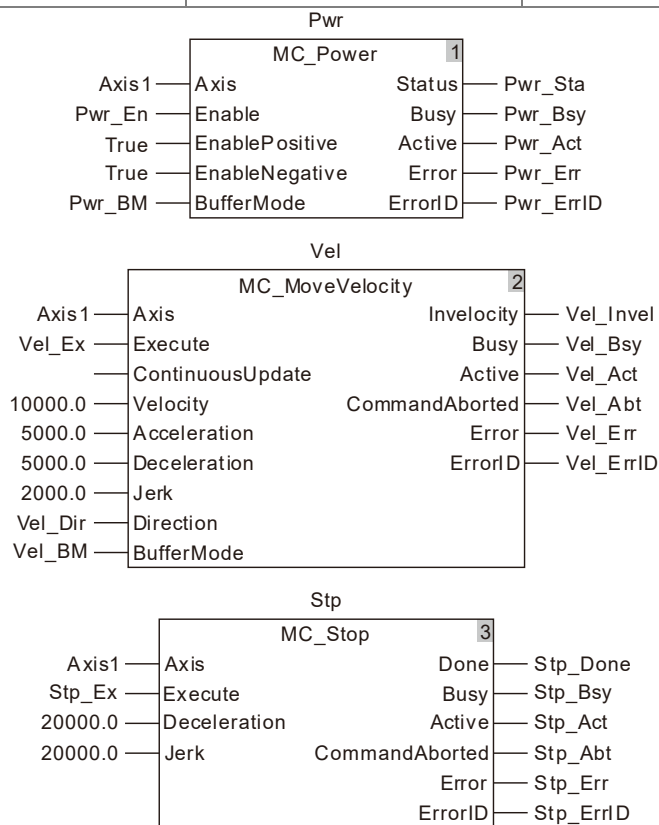 Pwr
MC_Power 1
Axis1 Axis Status Pwr_Sta
Pwr_En Enable Busy Pwr_Bsy
True EnablePositive Active Pwr_Act
True EnableNegative Error Pwr_Err
Pwr_BM BufferMode ErrorID Pwr_ErrID
Vel
MC_MoveVelocity 2
Axis1 Axis Invelocity Vel_Invel
Vel_Ex Execute Busy Vel_Bsy
ContinuousUpdate Active Vel_Act
10000.0 Velocity CommandAborted Vel_Abt
5000.0 Acceleration Error Vel_Err
5000.0 Deceleration ErrorID Vel_ErrID
2000.0 Jerk
Vel_Dir Direction
Vel_BM BufferMode
Stp
MC_Stop 3
Axis1 Axis Done Stp_Done
Stp_Ex Execute Busy Stp_Bsy
20000.0 Deceleration Active Stp_Act
20000.0 Jerk CommandAborted Stp_Abt
Error Stp_Err
ErrorID Stp_ErrID